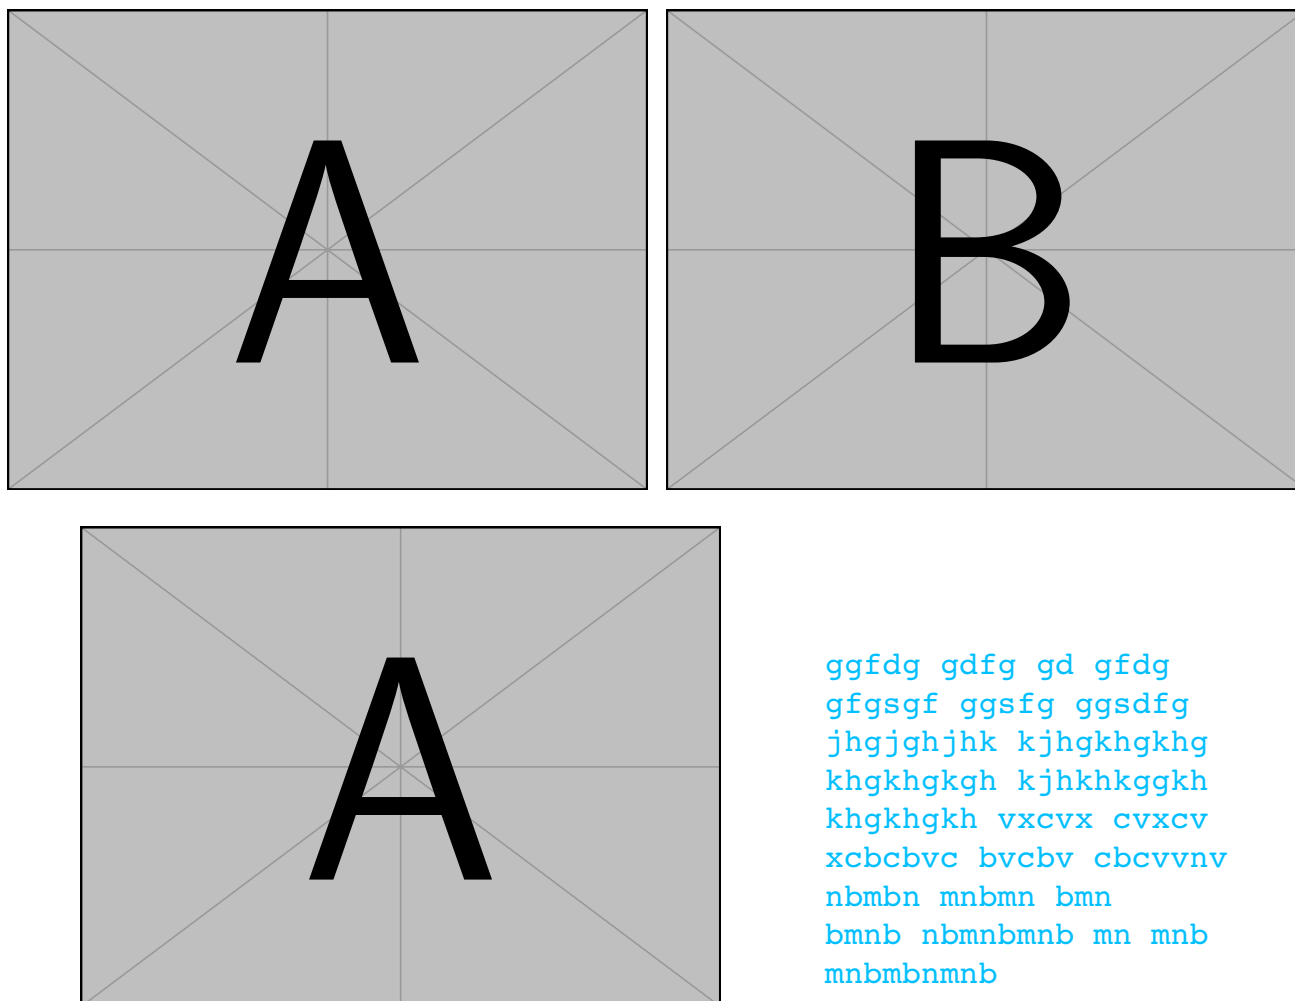 A
B
A
ggfdg gdfg gd gfdg
gfgsgf ggsfg ggsdfg
jhgjghjhk kjhgkhgkhg
khgkhgkgh kjhkhkggkh
khgkhgkh vxcvx cvxcv
xcbcbvc bvcbv cbcvvnv
nbmbn mnbmn bmn
bmnb nbmnbmnb mn mnb
mnbmbnmnb